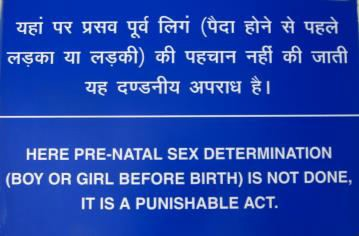 यहां पर प्रसव पूर्व लिगं (पैदा होने से पहले
लड़का या लड़की) की पहचान नहीं की जाती
यह दण्डनीय अपराध है।
HERE PRE-NATAL SEX DETERMINATION
(BOY OR GIRL BEFORE BIRTH) IS NOT DONE,
IT IS A PUNISHABLE ACT.